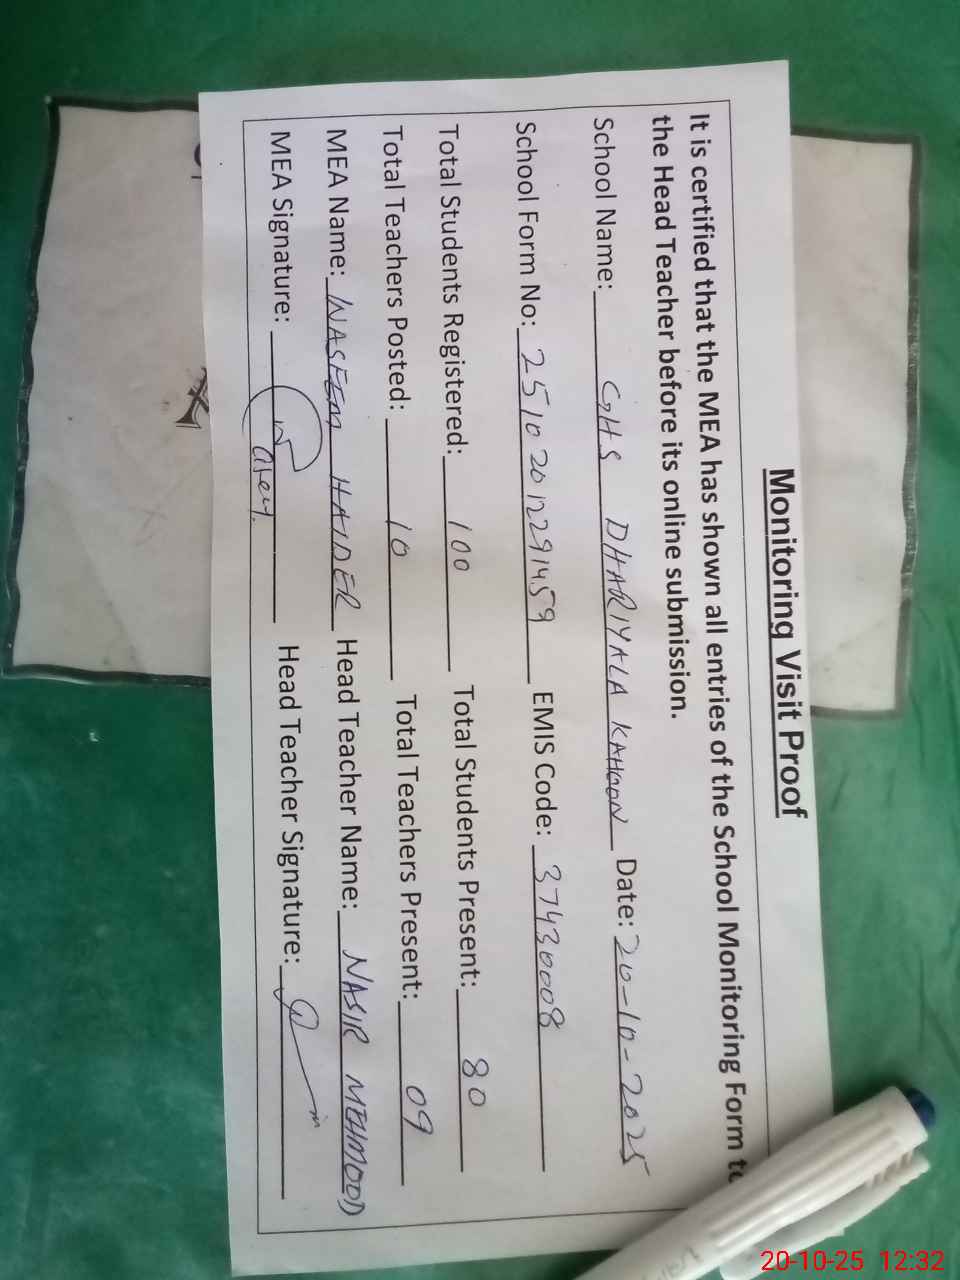 Monitoring Visit Proof
It is certified that the MEA has shown all entries of the School Monitoring Form to
the Head Teacher before its online submission.
School Name: GHS DHARIYALA KAHOON Date: 20-10-2025
School Form No: 25102012291459 EMIS Code: 37430008
Total Students Registered: 100 Total Students Present: 80
Total Teachers Posted: 10 Total Teachers Present: 09
MEA Name: WASEEM HAIDER Head Teacher Name: NASIR MEHMOOD
MEA Signature: Head Teacher Signature:
20-10-25 12:32